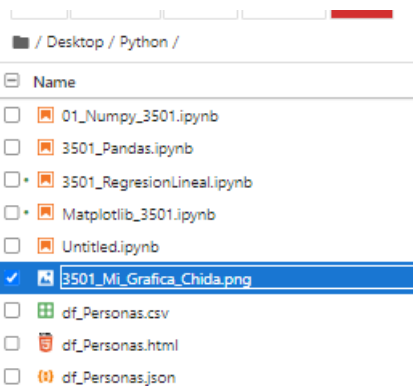 / Desktop / Python /
Name
01_Numpy_3501.ipynb
3501_Pandas.ipynb
3501_RegresionLineal.ipynb
Matplotlib_3501.ipynb
Untitled.ipynb
3501_Mi_Grafica_Chida.png
df_Personas.csv
df_Personas.html
df_Personas.json